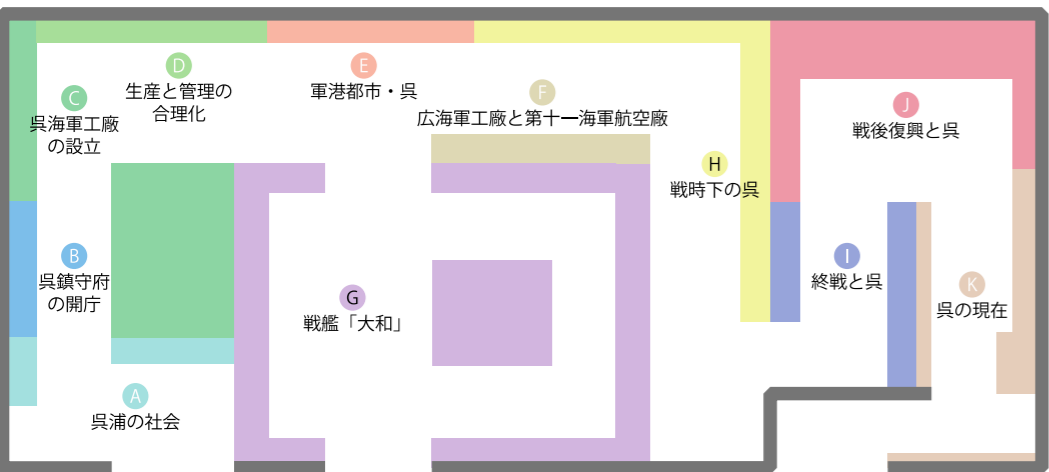 A
呉浦の社会
B
呉鎮守府
の開庁
C
呉海軍工廠
の設立
D
生産と管理の
合理化
E
軍港都市・呉
F
広海軍工廠と第十一海軍航空廠
G
戦艦「大和」
H
戦時下の呉
I
終戦と呉
J
戦後復興と呉
K
呉の現在